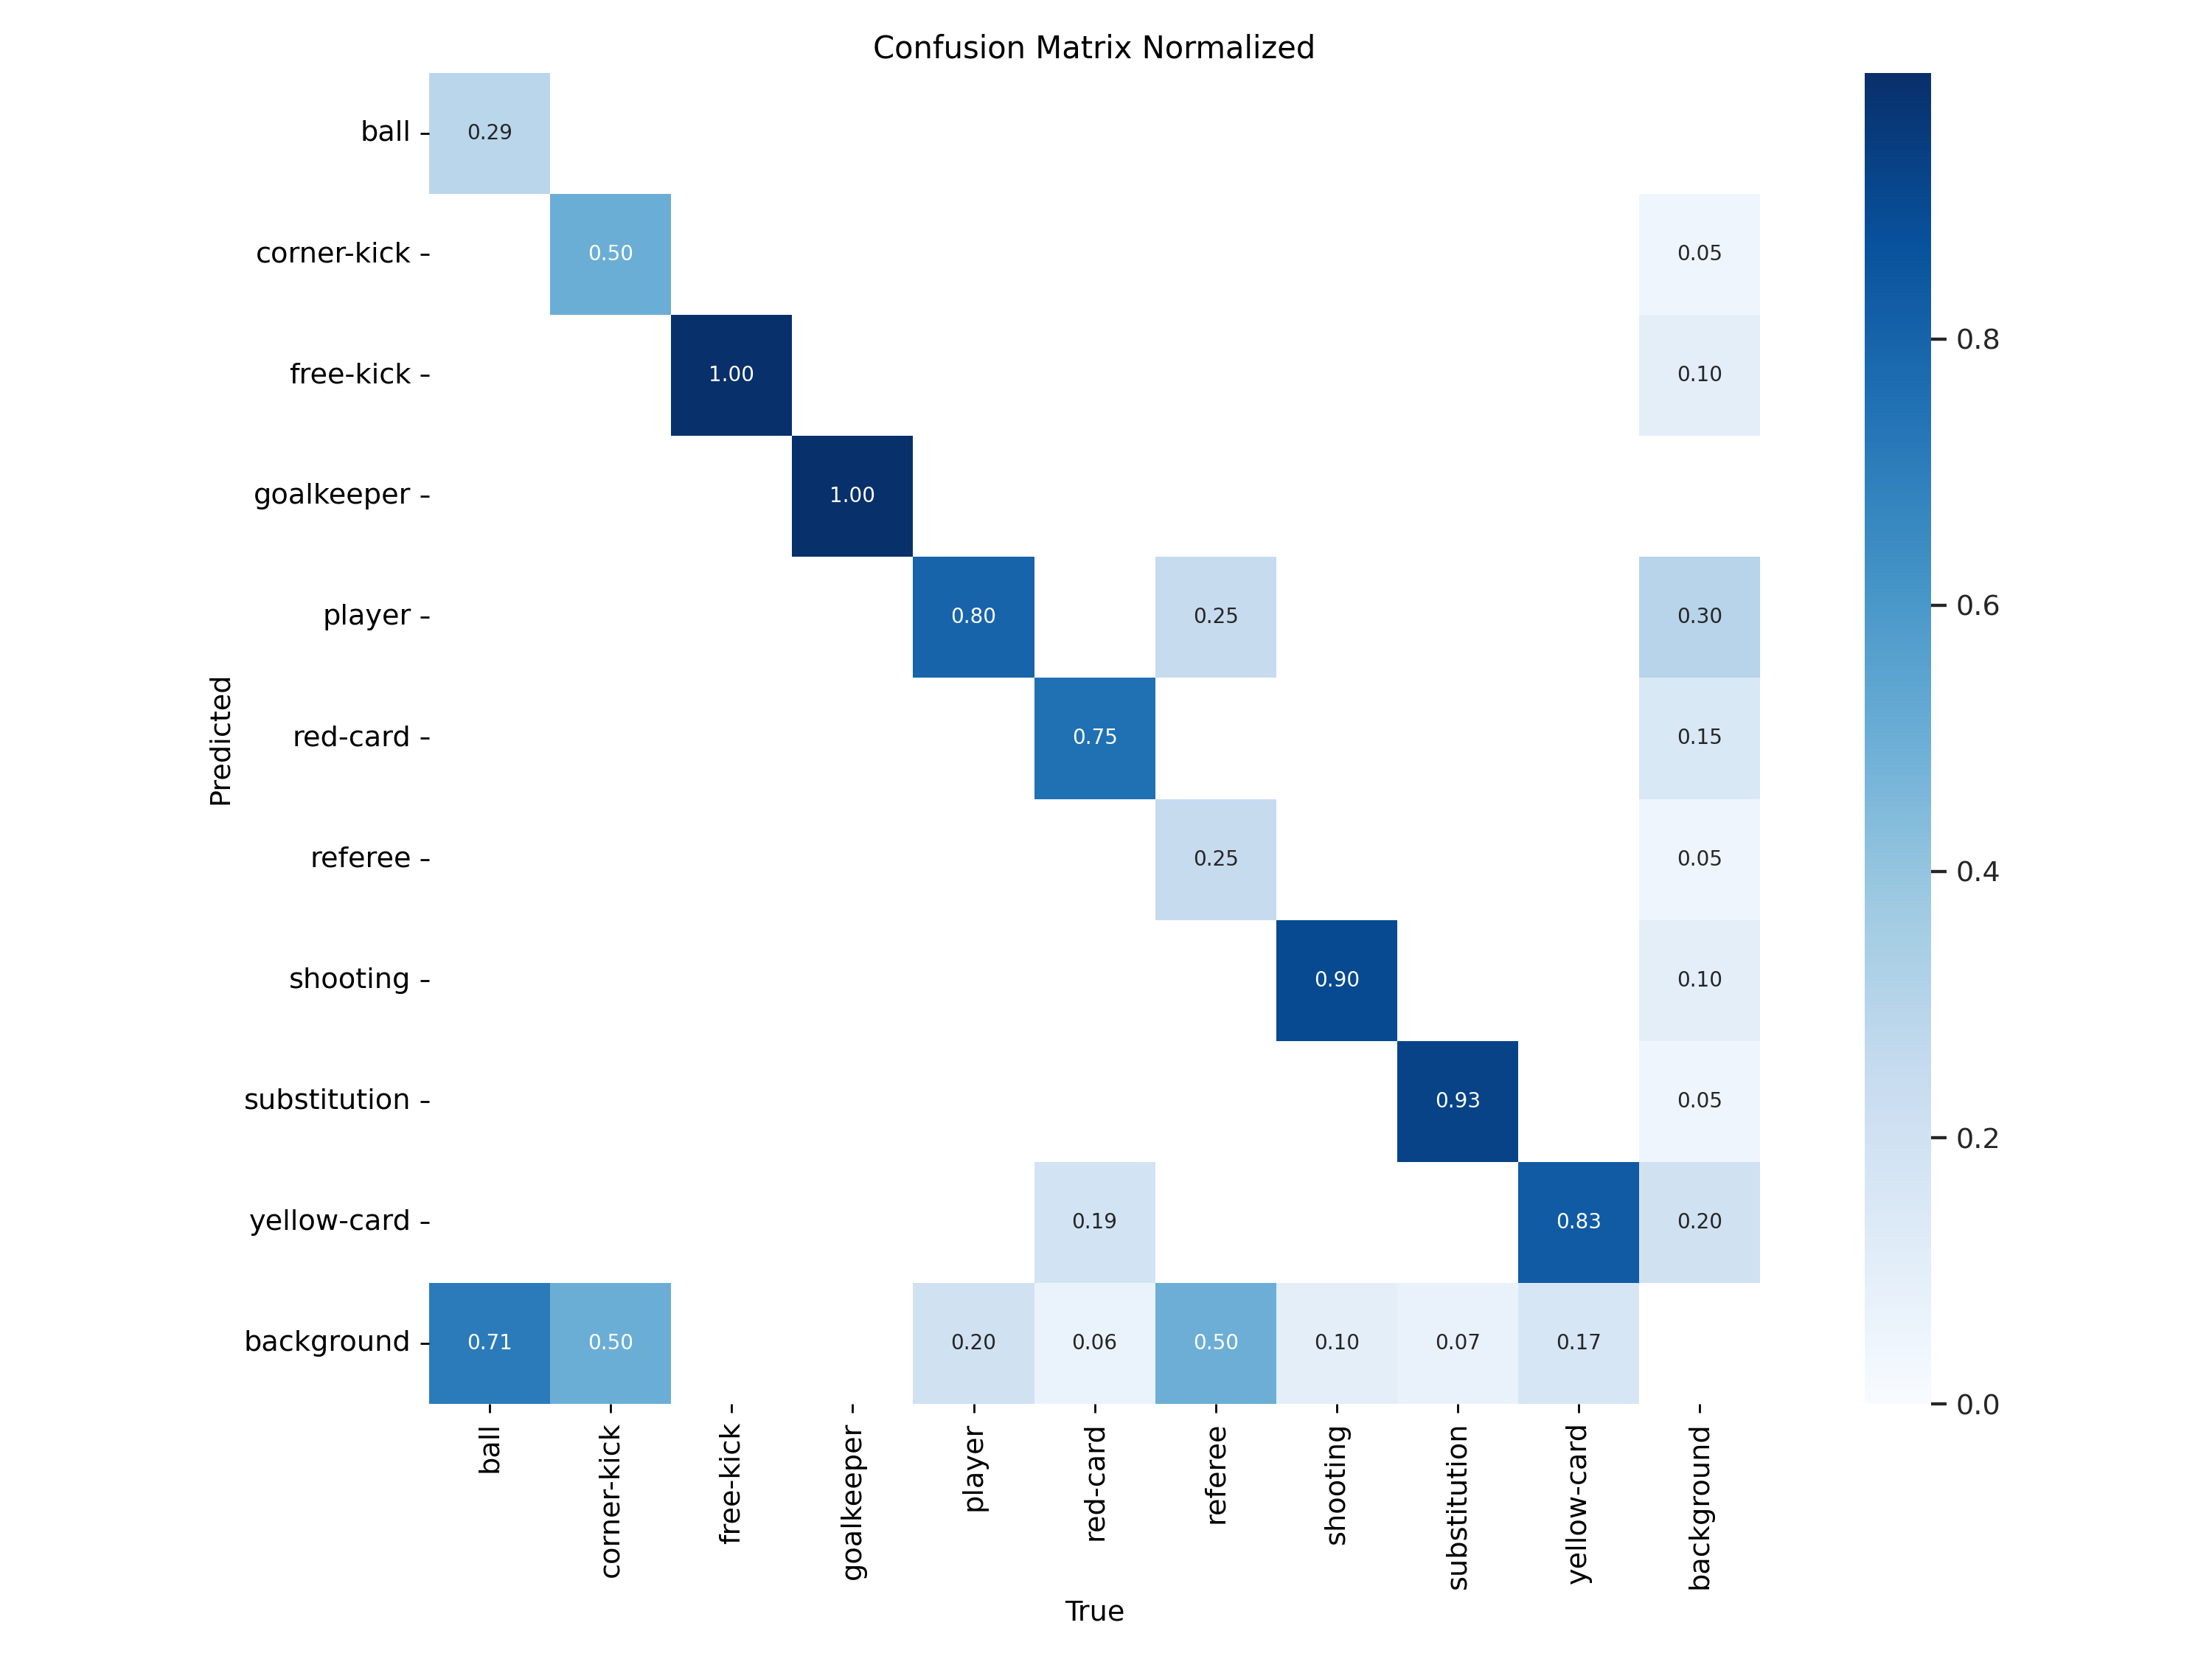 Confusion Matrix Normalized
Predicted
ball 0.29
corner-kick 0.50 0.05
free-kick 1.00 0.10
goalkeeper 1.00
player 0.80 0.25 0.30
red-card 0.75 0.15
referee 0.25 0.05
shooting 0.90 0.10
substitution 0.93 0.05
yellow-card 0.19 0.83 0.20
background 0.71 0.50 0.20 0.06 0.50 0.10 0.07 0.17
ball
corner-kick
free-kick
goalkeeper
player
red-card
referee
shooting
substitution
yellow-card
background
True
0.8
0.6
0.4
0.2
0.0